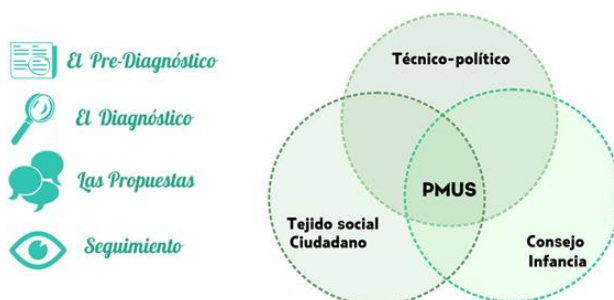 El Pre-Diagnóstico
El Diagnóstico
Las Propuestas
Seguimiento
Técnico-político
PMUS
Tejido social
Ciudadano
Consejo
Infancia